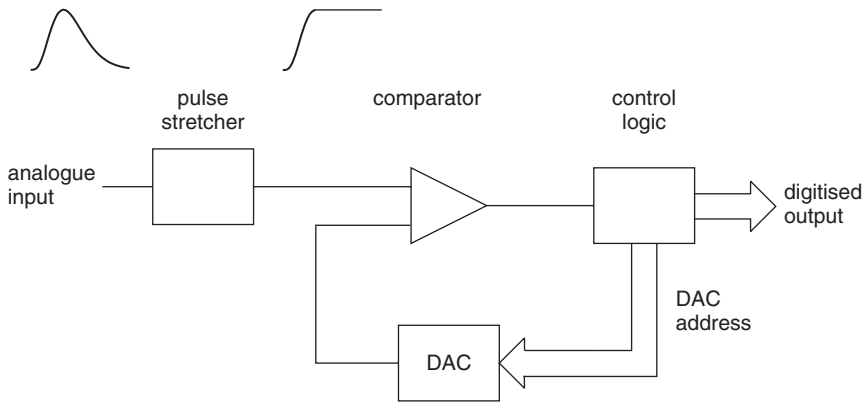 pulse
stretcher
comparator
control
logic
analogue
input
digitised
output
DAC
address
DAC